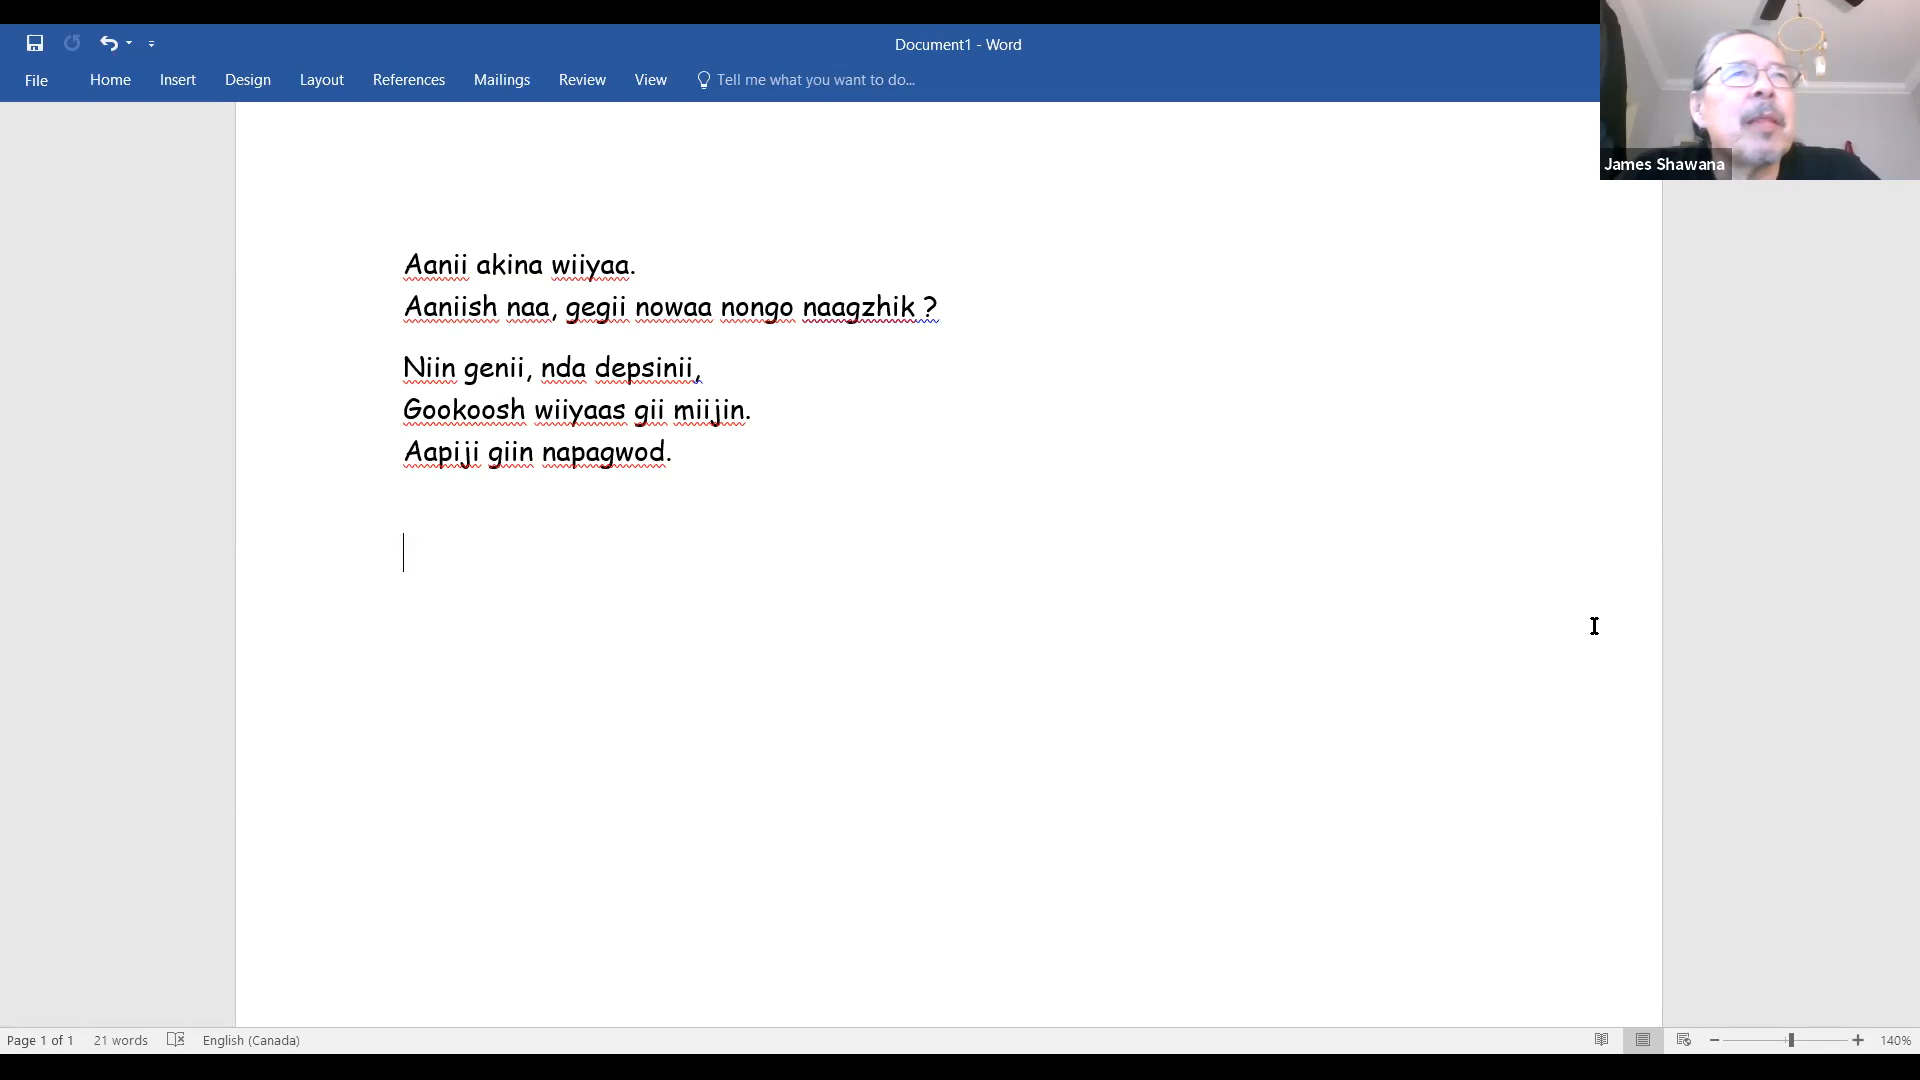 Document1 - Word
File Home Insert Design Layout References Mailings Review View Tell me what you want to do...
James Shawana
Aanii akina wiiyaa.
Aaniish naa, gegii nowaa nongo naagzhik ?
Niin genii, nda depsinii,
Gookoosh wiiyaas gii miijin.
Aapiji giin napagwod.
Page 1 of 1 21 words English (Canada) 140%